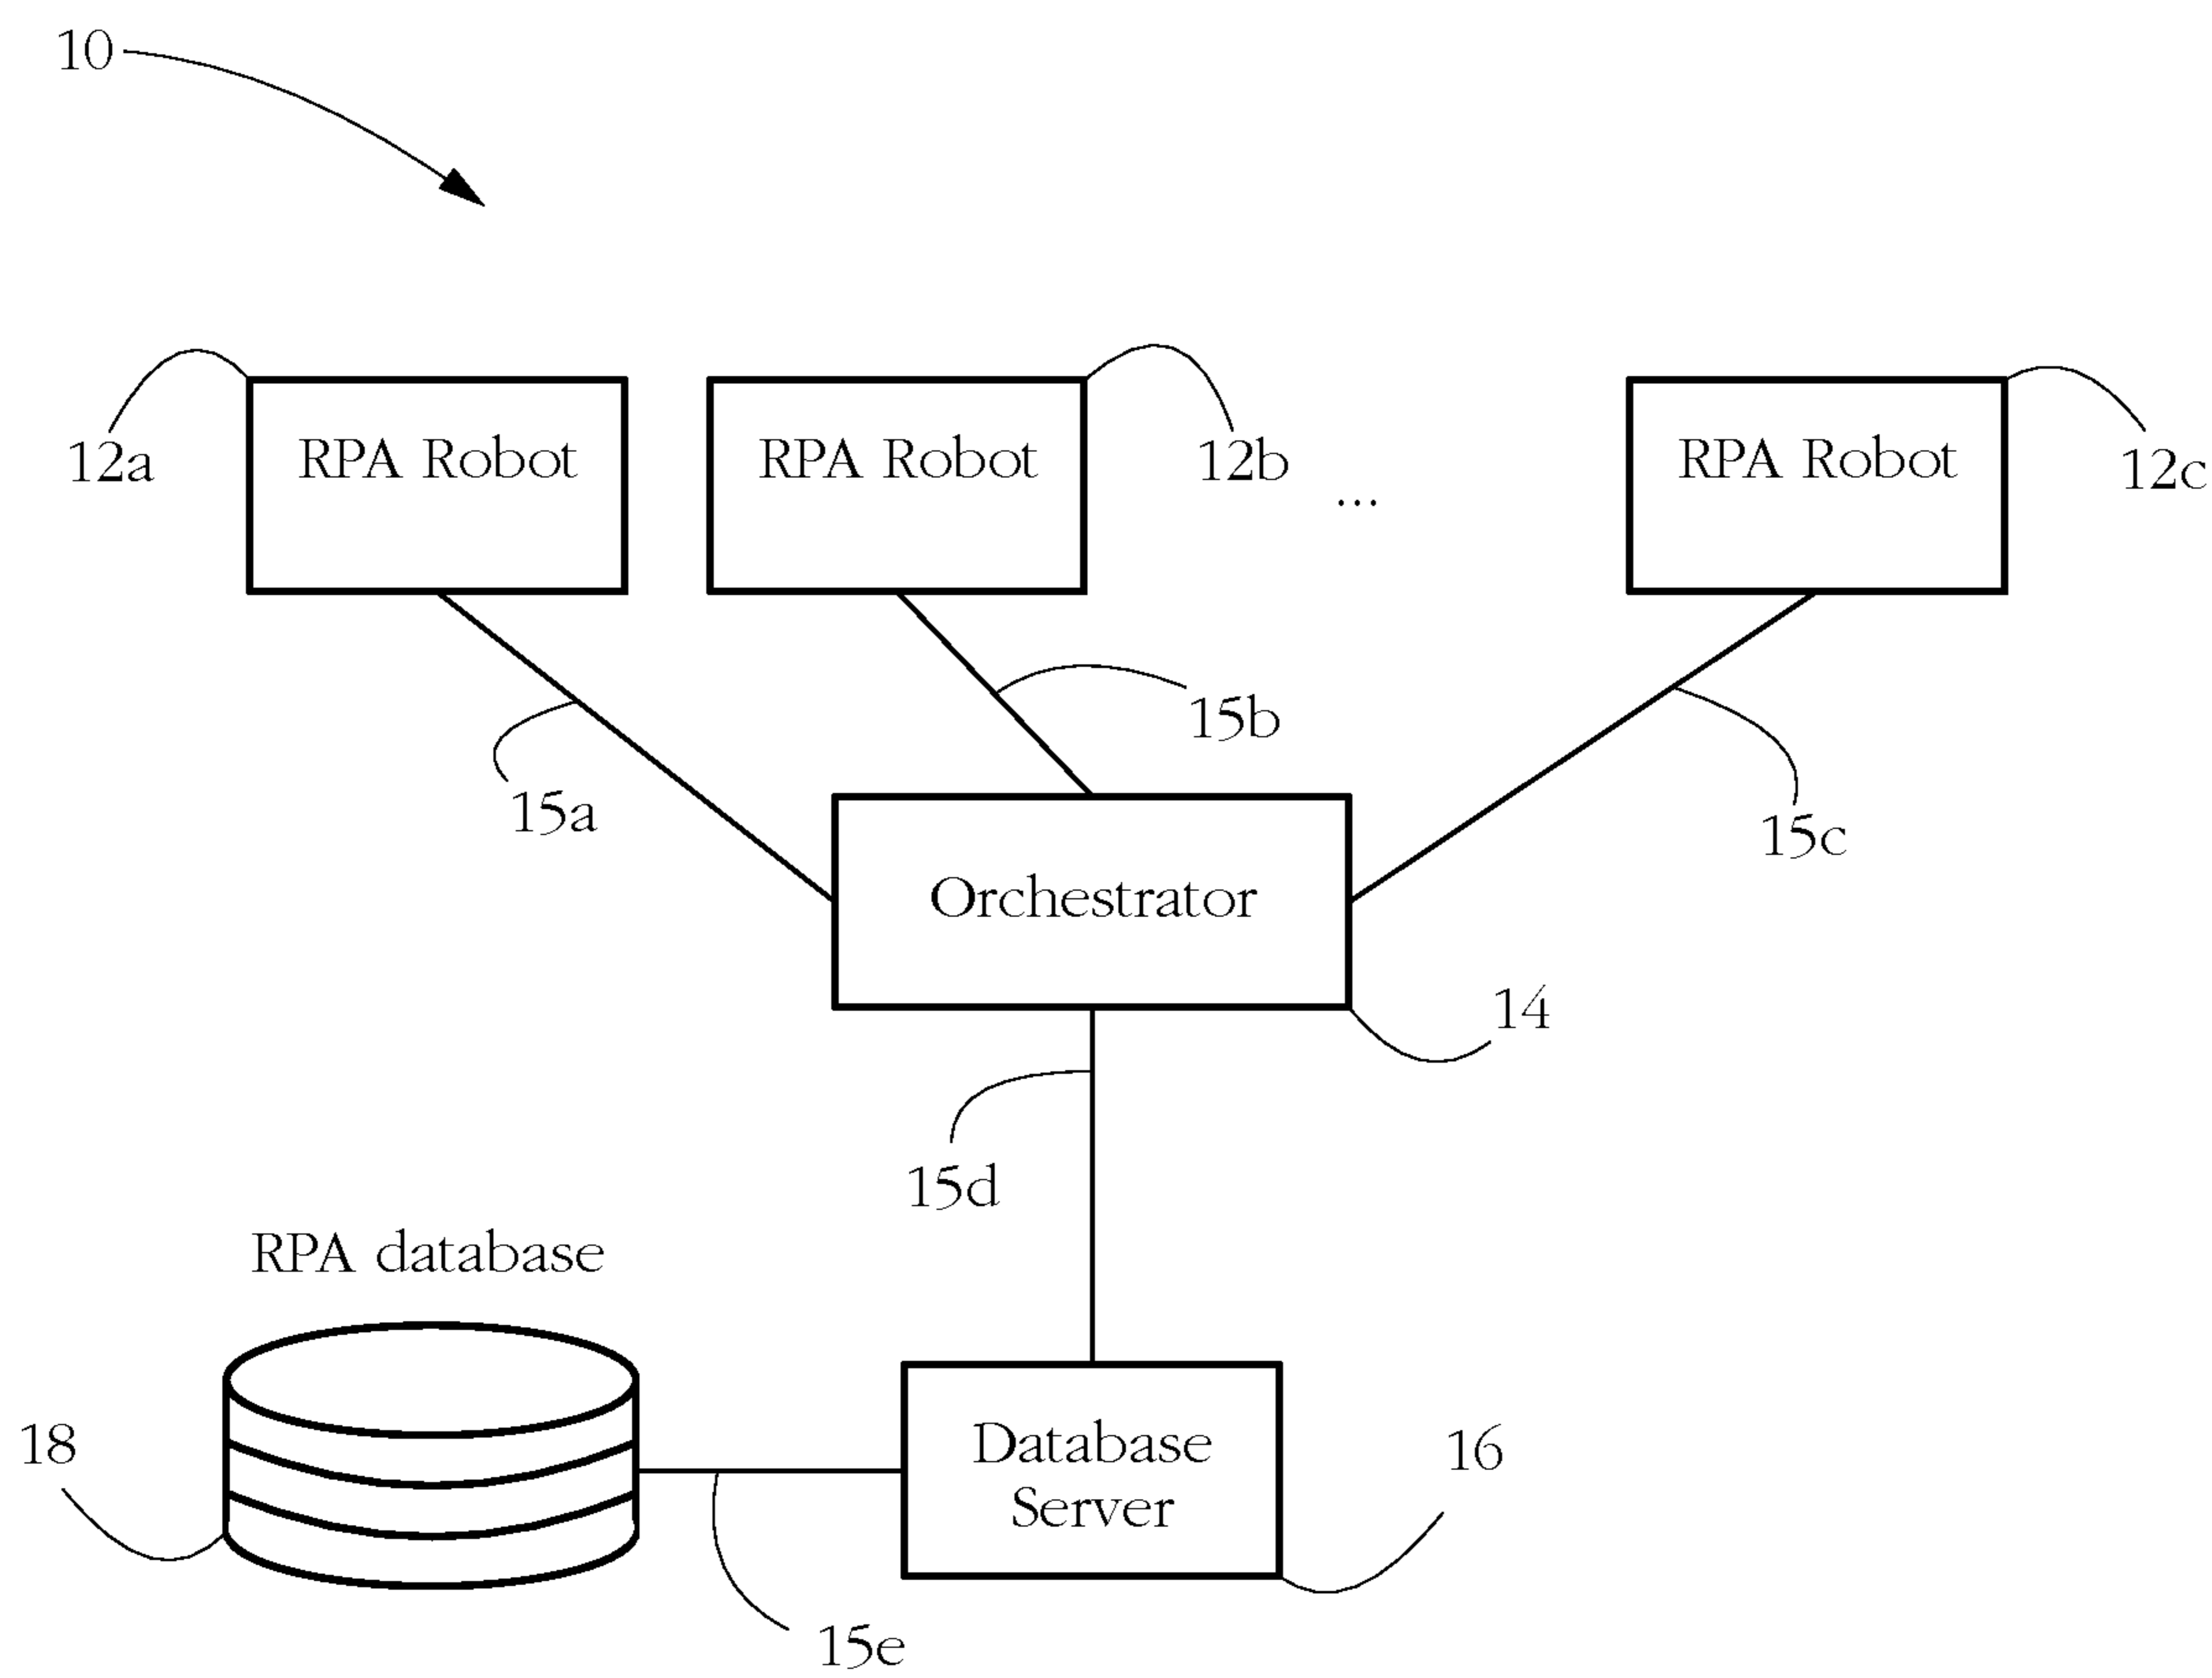 10
RPA Robot
RPA Robot
RPA Robot
12a
12b
...
12c
15a
15b
15c
Orchestrator
14
15d
RPA database
18
Database
Server
16
15e